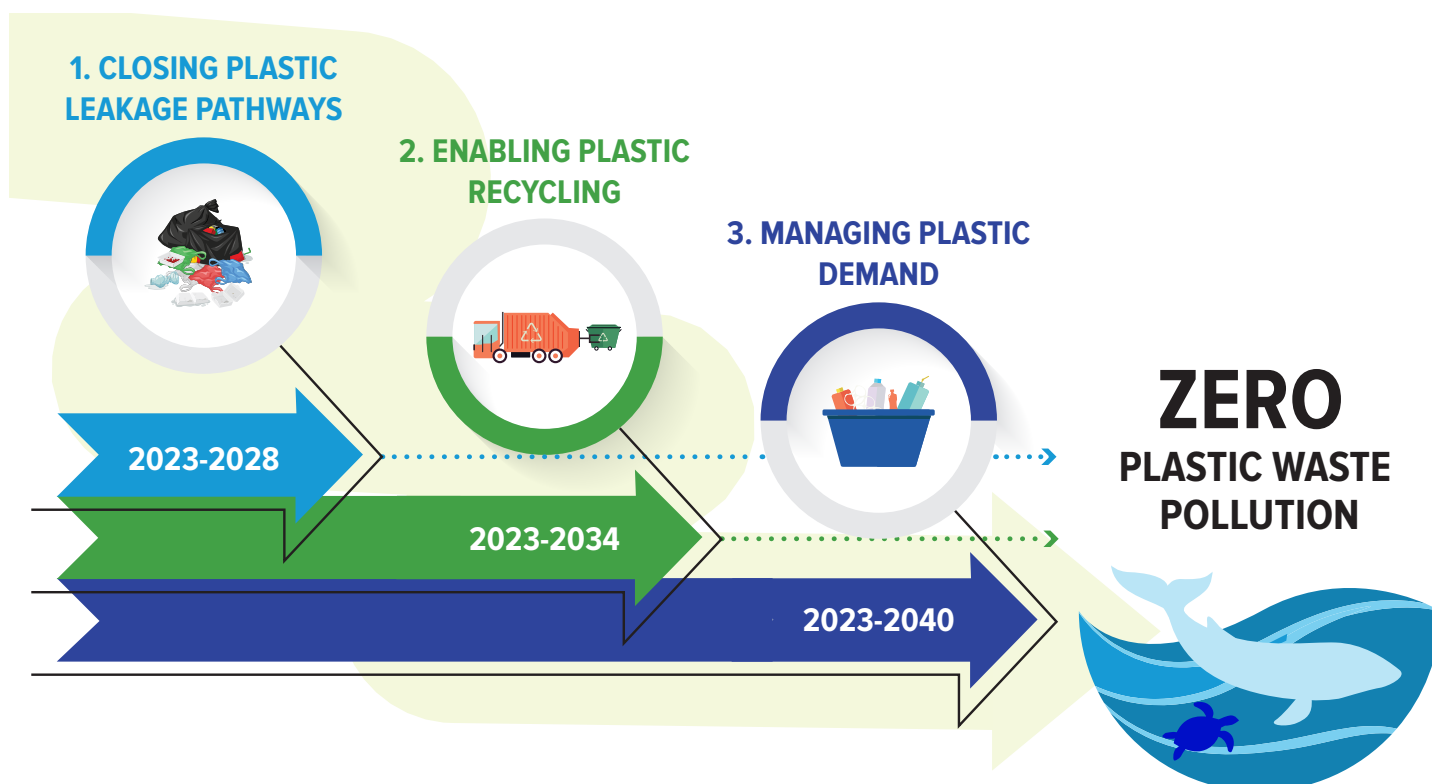 1. CLOSING PLASTIC
LEAKAGE PATHWAYS
2. ENABLING PLASTIC
RECYCLING
3. MANAGING PLASTIC
DEMAND
2023-2028
2023-2034
2023-2040
ZERO
PLASTIC WASTE
POLLUTION